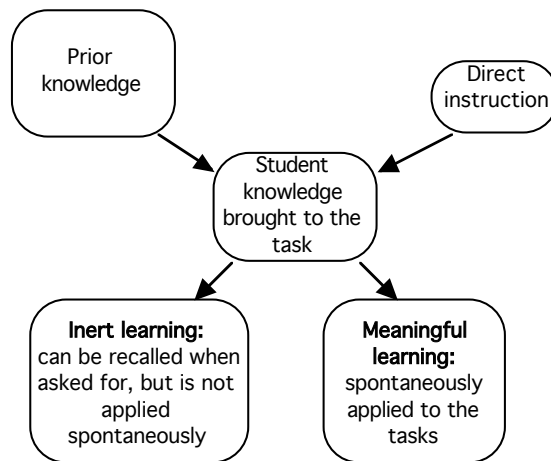 Prior
knowledge
Direct
instruction
Student
knowledge
brought to the
task
Inert learning:
can be recalled when
asked for, but is not
applied
spontaneously
Meaningful
learning:
spontaneously
applied to the
tasks